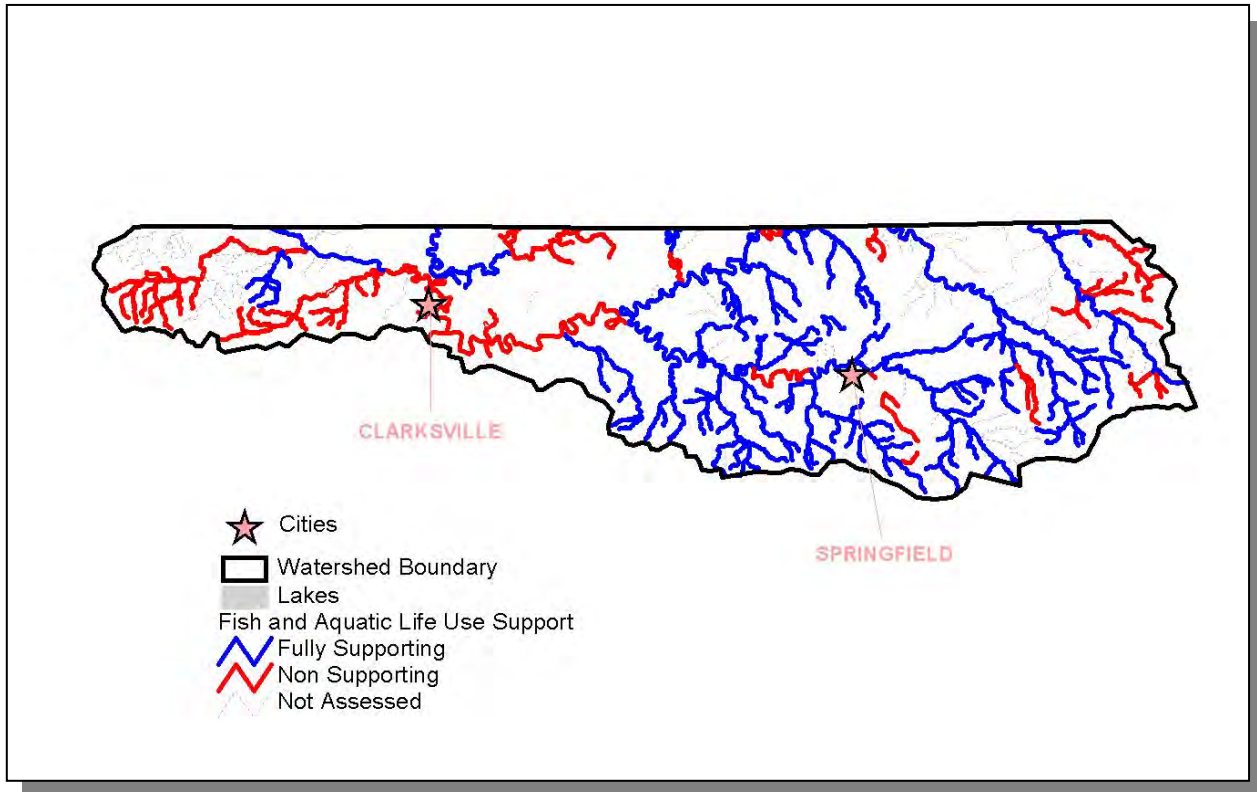 CLARKSVILLE
SPRINGFIELD
Cities
Watershed Boundary
Lakes
Fish and Aquatic Life Use Support
Fully Supporting
Non Supporting
Not Assessed